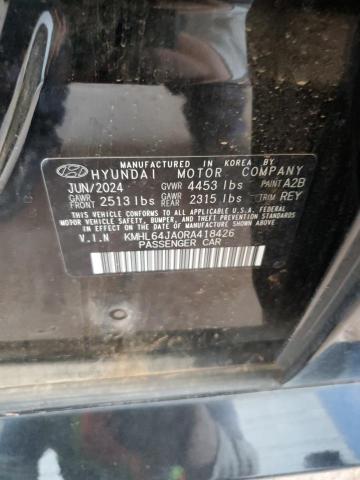 MANUFACTURED IN KOREA BY
HYUNDAI MOTOR COMPANY
JUN/2024 GVWR 4453 lbs PAINT A2B
GAWR FRONT 2513 lbs GAWR REAR 2315 lbs TRIM REY
THIS VEHICLE CONFORMS TO ALL APPLICABLE U.S.A. FEDERAL
MOTOR VEHICLE SAFETY, BUMPER, AND THEFT PREVENTION STANDARDS
IN EFFECT ON THE DATE OF MANUFACTURE SHOWN ABOVE.
V.I.N KMHL64JA0RA418426
PASSENGER CAR